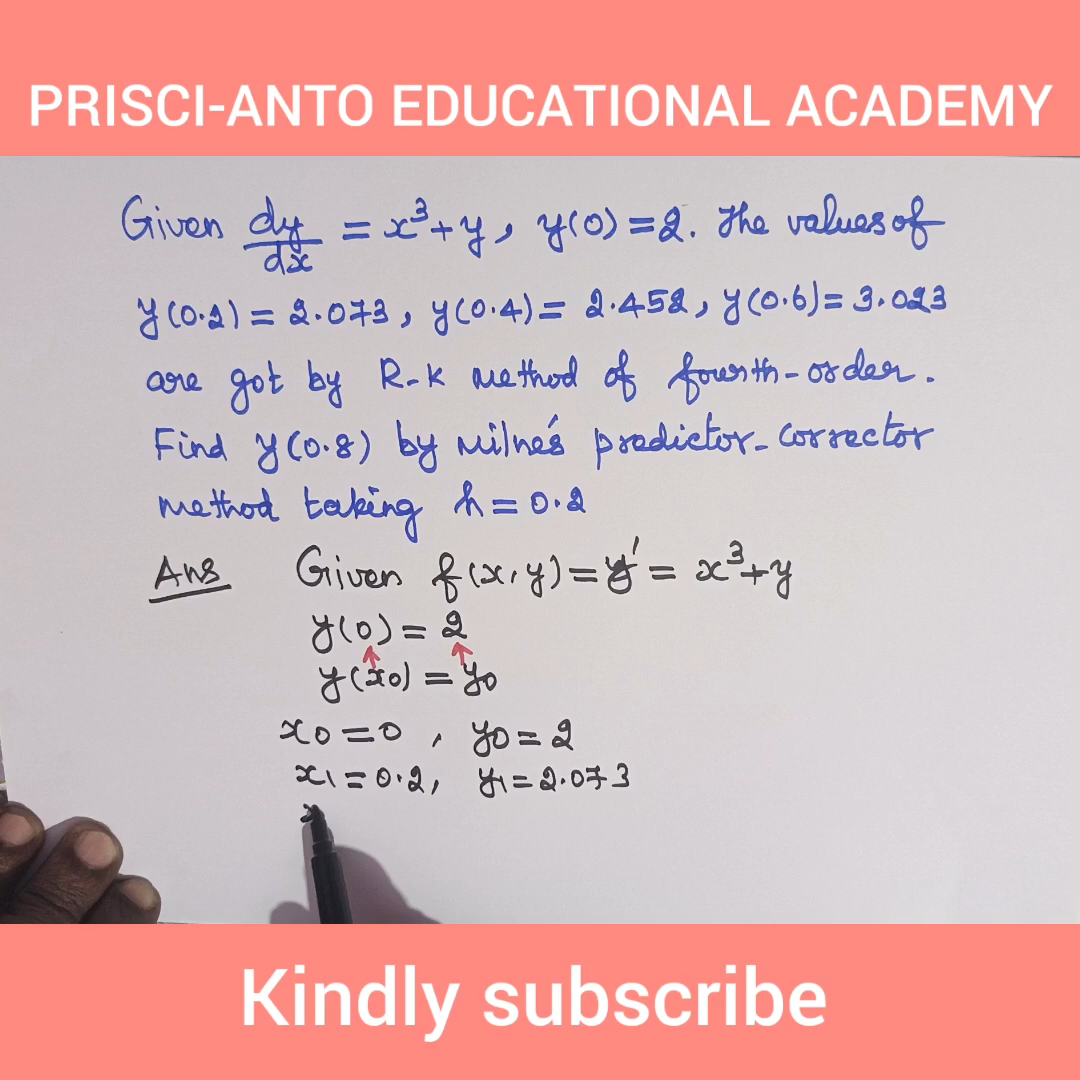 PRISCI-ANTO EDUCATIONAL ACADEMY
Given dy/dx = x³+y, y(0)=2. The values of
y(0.2)= 2.073, y(0.4)= 2.452, y(0.6)= 3.023
are got by R-K method of fourth-order.
Find y(0.8) by Milne's predictor-corrector
method taking h=0.2
Ans Given f(x,y)=y'= x³+y
y(0)= 2
y(x0)=y0
x0=0, y0=2
x1=0.2, y1=2.073
Kindly subscribe